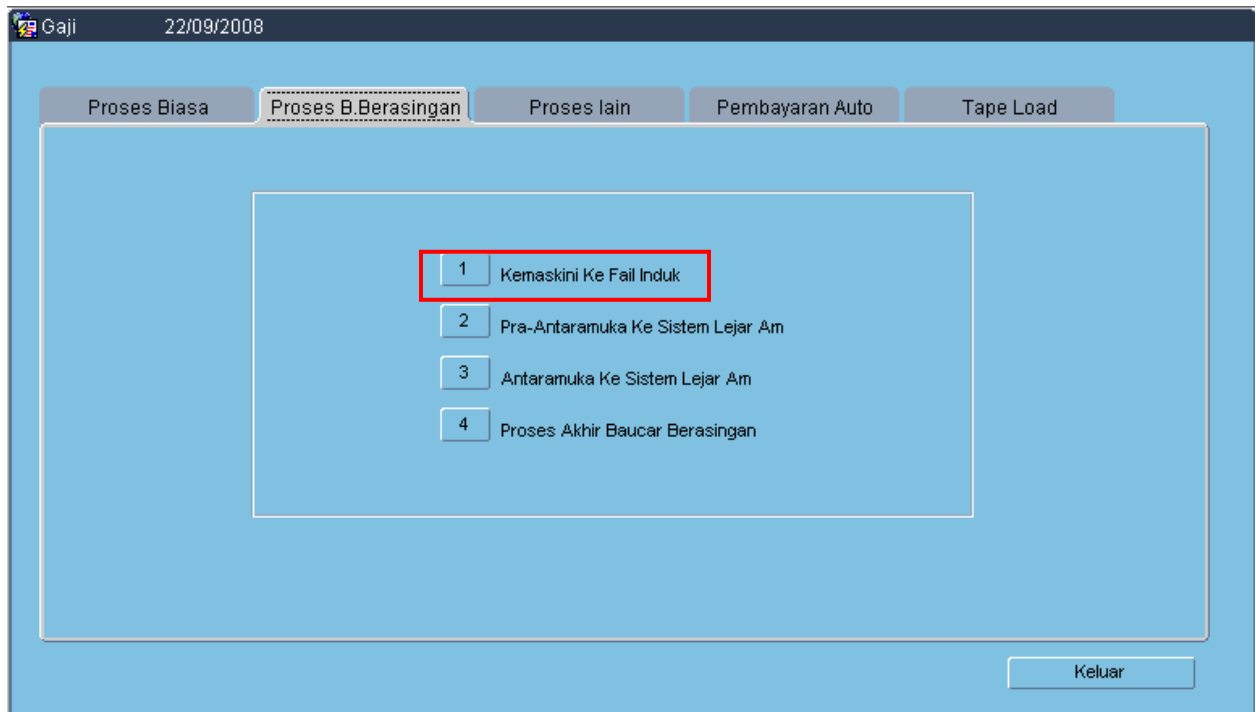 Gaji 22/09/2008
Proses Biasa Proses B.Berasingan Proses lain Pembayaran Auto Tape Load
1 Kemaskini Ke Fail Induk
2 Pra-Antaramuka Ke Sistem Lejar Am
3 Antaramuka Ke Sistem Lejar Am
4 Proses Akhir Baucar Berasingan
Keluar